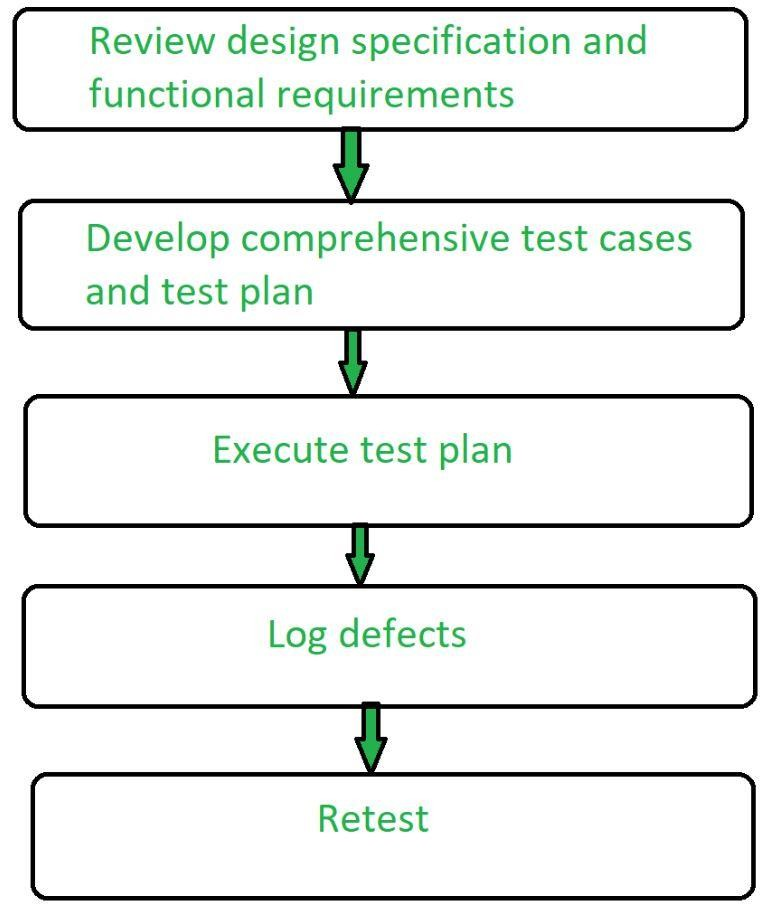 Review design specification and
functional requirements
Develop comprehensive test cases
and test plan
Execute test plan
Log defects
Retest